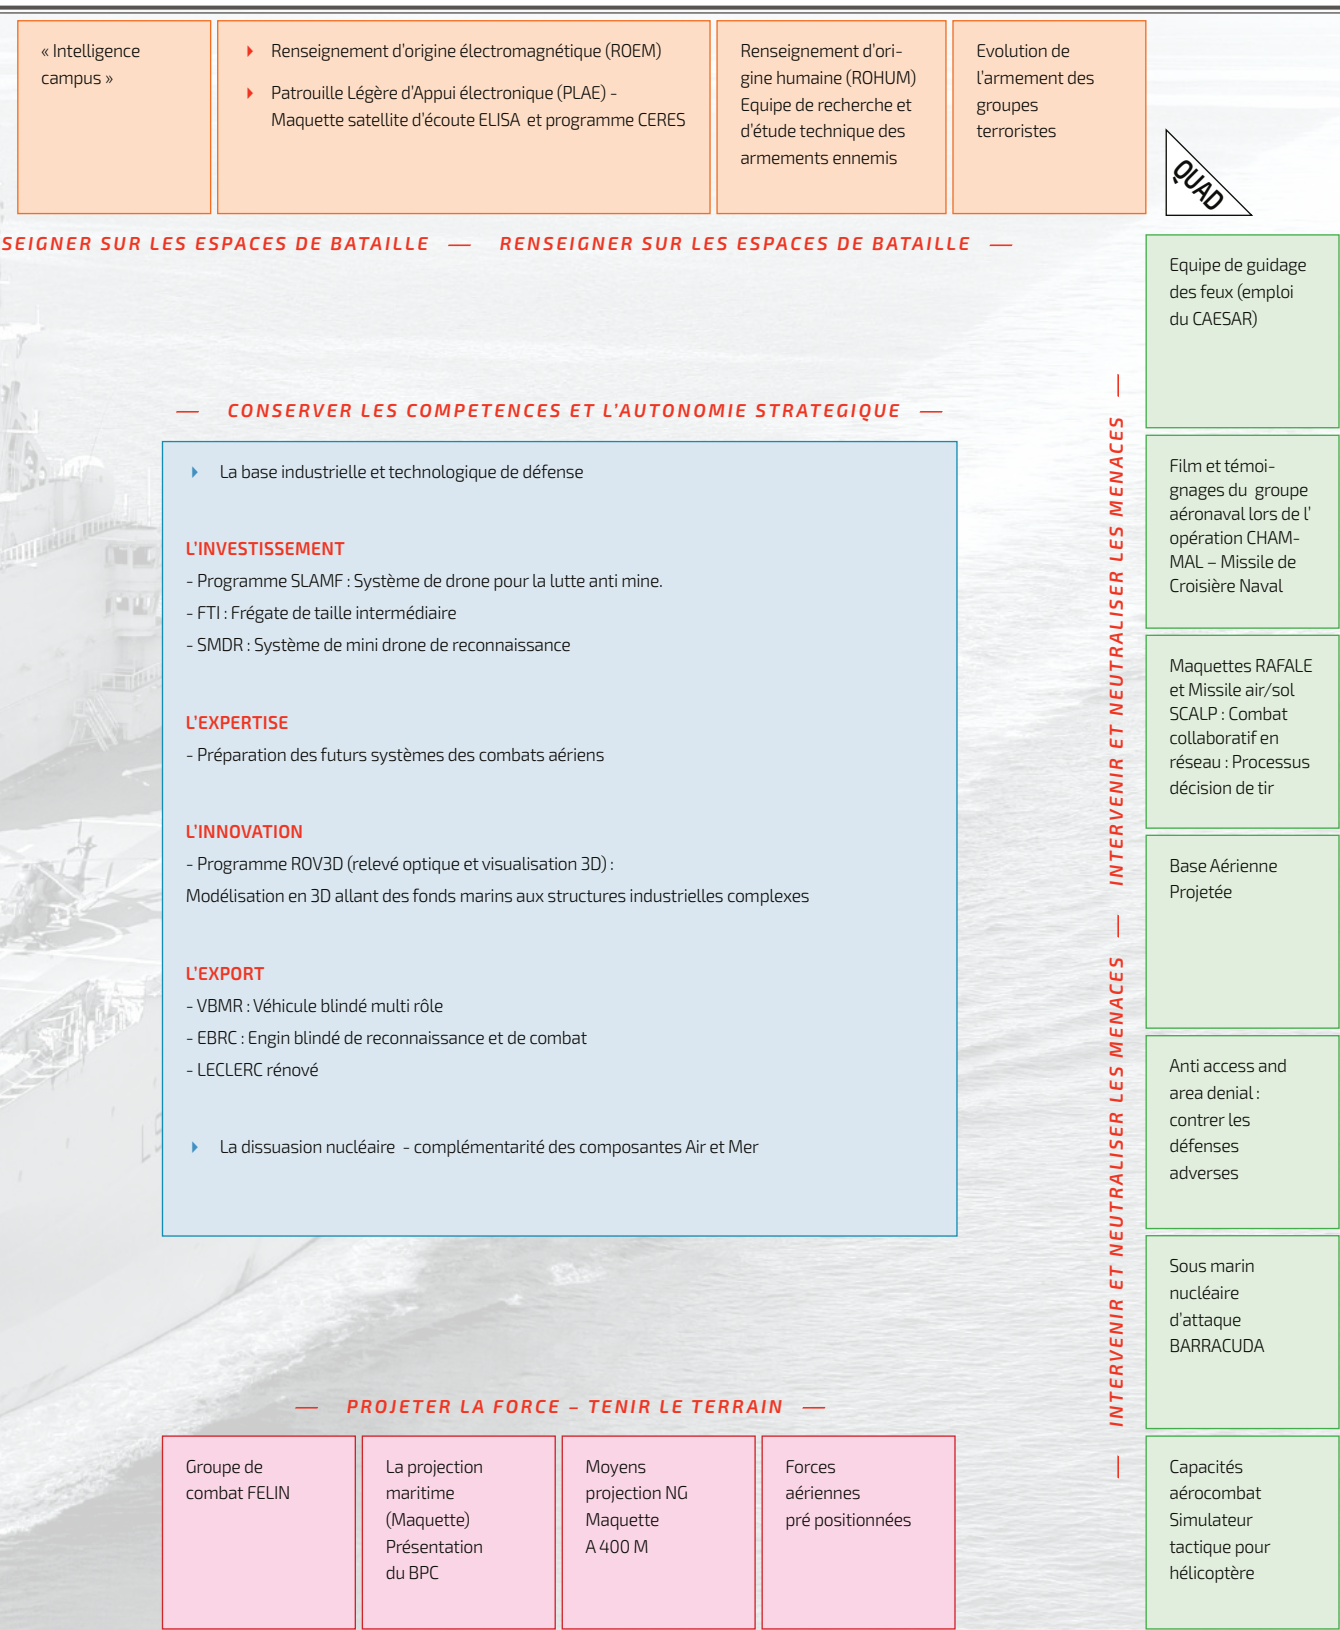 « Intelligence
campus »
Renseignement d'origine électromagnétique (ROEM)
Patrouille Légère d'Appui électronique (PLAE) -
Maquette satellite d'écoute ELISA et programme CERES
Renseignement d'ori-
gine humaine (ROHUM)
Equipe de recherche et
d'étude technique des
armements ennemis
Evolution de
l'armement des
groupes
terroristes
QUAD
SEIGNER SUR LES ESPACES DE BATAILLE — RENSEIGNER SUR LES ESPACES DE BATAILLE —
— CONSERVER LES COMPETENCES ET L'AUTONOMIE STRATEGIQUE —
La base industrielle et technologique de défense
L'INVESTISSEMENT
- Programme SLAMF : Système de drone pour la lutte anti mine.
- FTI : Frégate de taille intermédiaire
- SMDR : Système de mini drone de reconnaissance
L'EXPERTISE
- Préparation des futurs systèmes des combats aériens
L'INNOVATION
- Programme ROV3D (relevé optique et visualisation 3D) :
Modélisation en 3D allant des fonds marins aux structures industrielles complexes
L'EXPORT
- VBMR : Véhicule blindé multi rôle
- EBRC : Engin blindé de reconnaissance et de combat
- LECLERC rénové
La dissuasion nucléaire - complémentarité des composantes Air et Mer
— INTERVENIR ET NEUTRALISER LES MENACES — INTERVENIR ET NEUTRALISER LES MENACES —
Equipe de guidage
des feux (emploi
du CAESAR)
Film et témoi-
gnages du groupe
aéronaval lors de l'
opération CHAM-
MAL – Missile de
Croisière Naval
Maquettes RAFALE
et Missile air/sol
SCALP : Combat
collaboratif en
réseau : Processus
décision de tir
Base Aérienne
Projetée
Anti access and
area denial :
contrer les
défenses
adverses
Sous marin
nucléaire
d'attaque
BARRACUDA
Capacités
aérocombat
Simulateur
tactique pour
hélicoptère
— PROJETER LA FORCE – TENIR LE TERRAIN —
Groupe de
combat FELIN
La projection
maritime
(Maquette)
Présentation
du BPC
Moyens
projection NG
Maquette
A 400 M
Forces
aériennes
pré positionnées